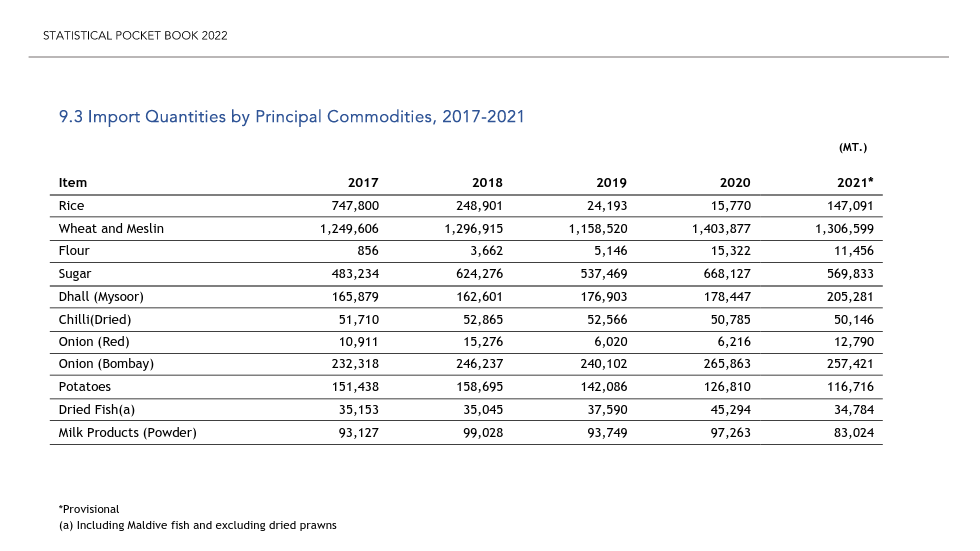 STATISTICAL POCKET BOOK 2022
9.3 Import Quantities by Principal Commodities, 2017-2021
(MT.)
Item 2017 2018 2019 2020 2021*
Rice 747,800 248,901 24,193 15,770 147,091
Wheat and Meslin 1,249,606 1,296,915 1,158,520 1,403,877 1,306,599
Flour 856 3,662 5,146 15,322 11,456
Sugar 483,234 624,276 537,469 668,127 569,833
Dhall (Mysoor) 165,879 162,601 176,903 178,447 205,281
Chilli(Dried) 51,710 52,865 52,566 50,785 50,146
Onion (Red) 10,911 15,276 6,020 6,216 12,790
Onion (Bombay) 232,318 246,237 240,102 265,863 257,421
Potatoes 151,438 158,695 142,086 126,810 116,716
Dried Fish(a) 35,153 35,045 37,590 45,294 34,784
Milk Products (Powder) 93,127 99,028 93,749 97,263 83,024
*Provisional
(a) Including Maldive fish and excluding dried prawns